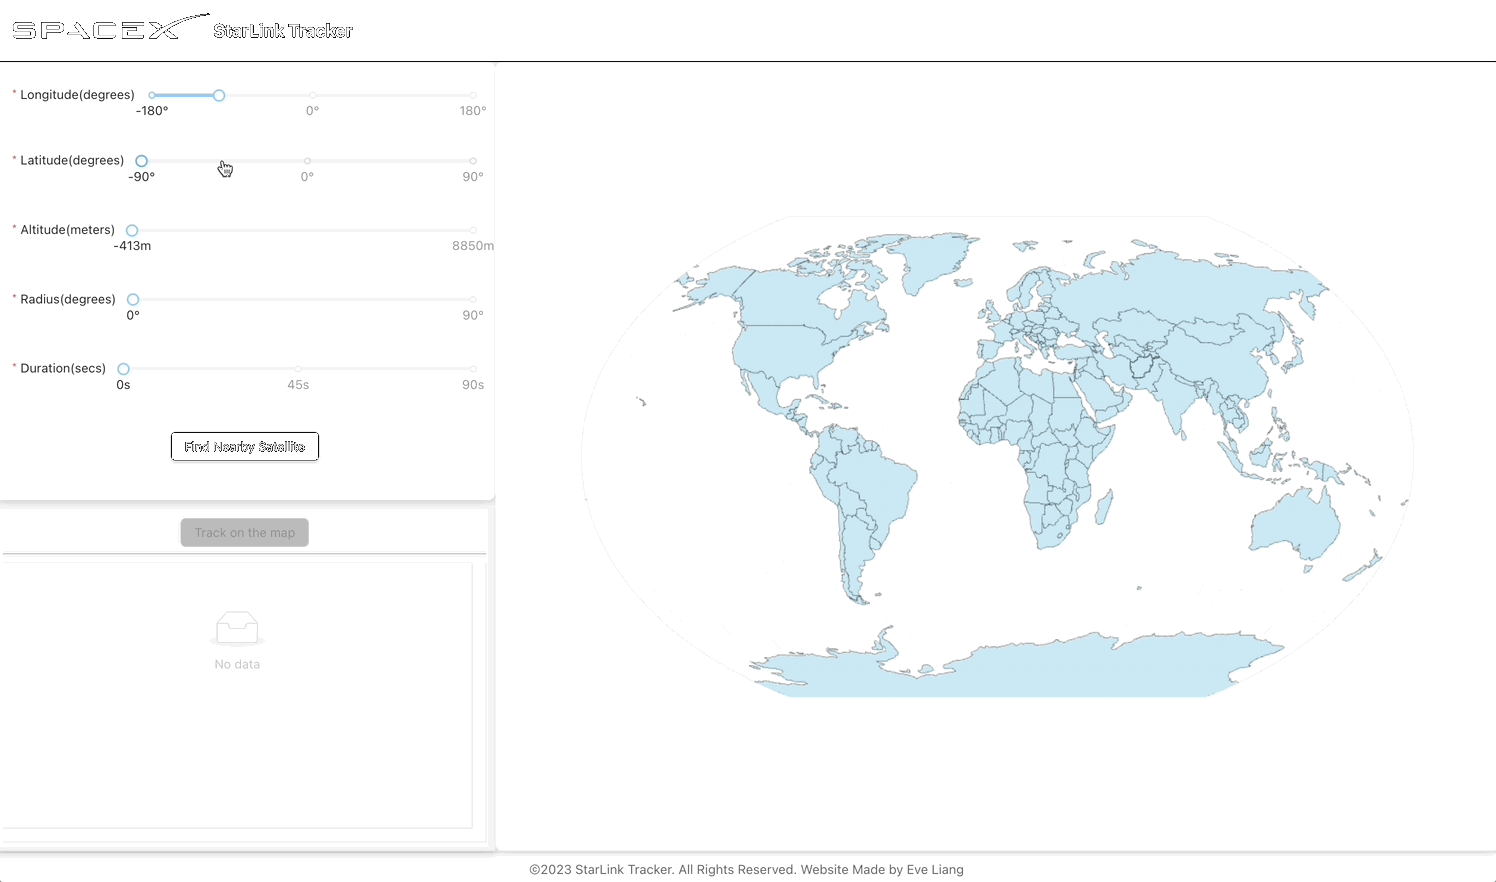 SPACEX StarLink Tracker
* Longitude(degrees)
-180° 0° 180°
* Latitude(degrees)
-90° 0° 90°
* Altitude(meters)
-413m 8850m
* Radius(degrees)
0° 90°
* Duration(secs)
0s 45s 90s
Find Nearby Satellite
Track on the map
No data
©2023 StarLink Tracker. All Rights Reserved. Website Made by Eve Liang